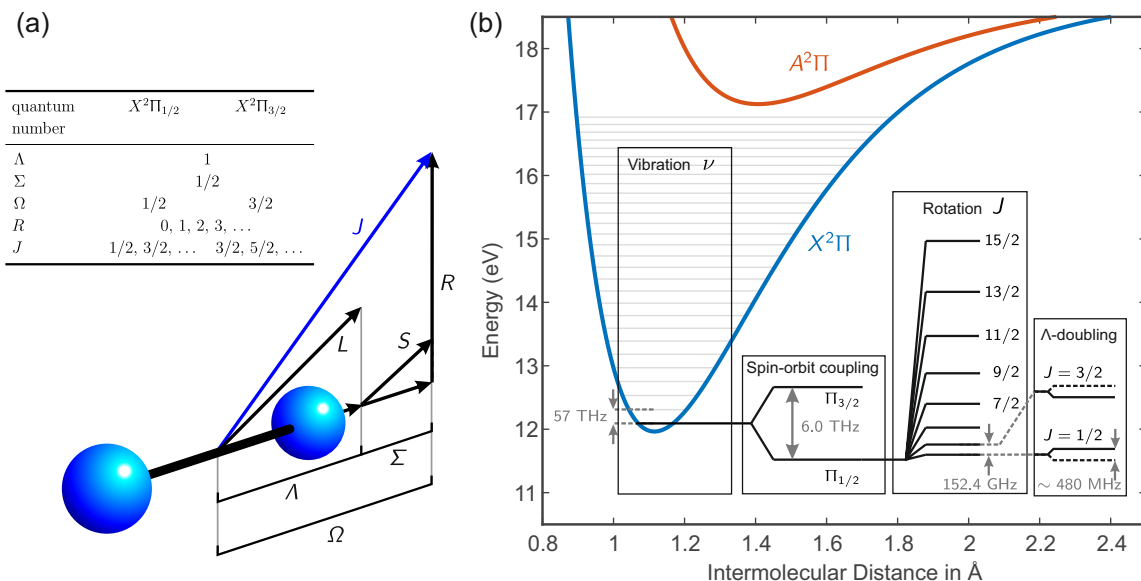 (a)
quantum number X²Π₁/₂ X²Π₃/₂
Λ 1
Σ 1/2
Ω 1/2 3/2
R 0, 1, 2, 3, …
J 1/2, 3/2, … 3/2, 5/2, …
J
R
L
S
Σ
Λ
Ω
(b)
Energy (eV)
18
17
16
15
14
13
12
11
A²Π
X²Π
Vibration ν
57 THz
Spin-orbit coupling
Π₃/₂
6.0 THz
Π₁/₂
Rotation J
15/2
13/2
11/2
9/2
7/2
152.4 GHz
Λ-doubling
J = 3/2
J = 1/2
∼ 480 MHz
0.8 1 1.2 1.4 1.6 1.8 2 2.2 2.4
Intermolecular Distance in Å